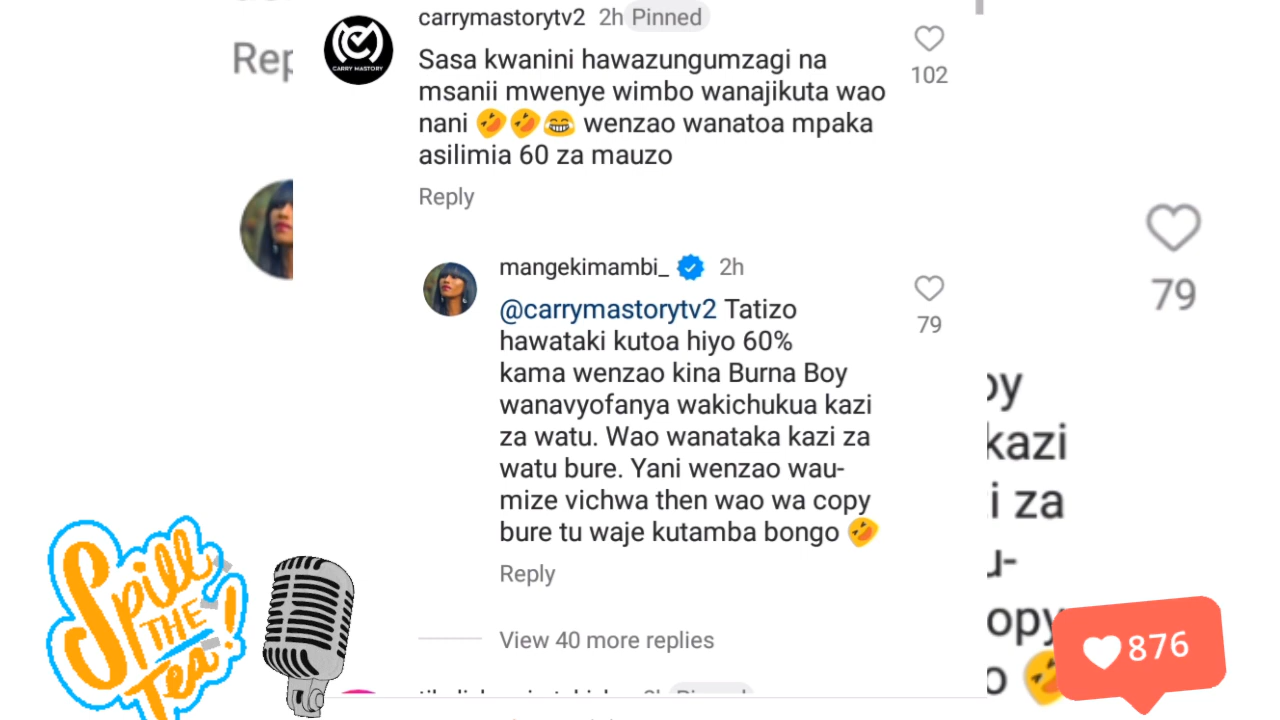 carrymastorytv2 2h Pinned
CARRY MASTORY
Sasa kwanini hawazungumzagi na
msanii mwenye wimbo wanajikuta wao
nani 🤣🤣😂 wenzao wanatoa mpaka
asilimia 60 za mauzo
102
Reply
mangekimambi_ 2h
@carrymastorytv2 Tatizo
hawataki kutoa hiyo 60%
kama wenzao kina Burna Boy
wanavyofanya wakichukua kazi
za watu. Wao wanataka kazi za
watu bure. Yani wenzao wau-
mize vichwa then wao wa copy
bure tu waje kutamba bongo 🤣
79
Reply
View 40 more replies
Rep
79
oy
kazi
i za
u-
opy
o 🤣
Spill
THE
Tea!
876